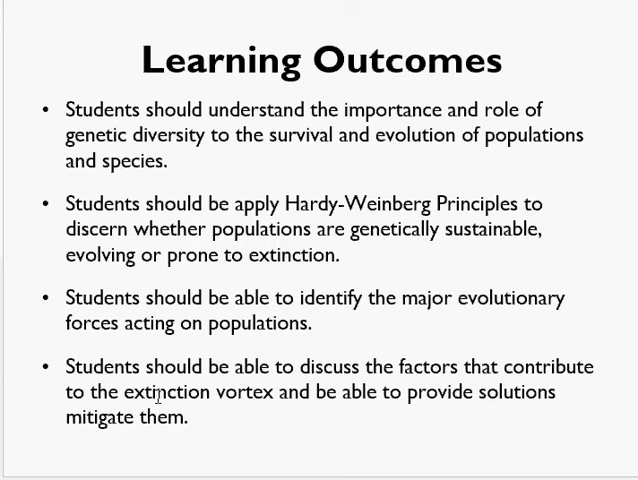 Learning Outcomes
• Students should understand the importance and role of
genetic diversity to the survival and evolution of populations
and species.
• Students should be apply Hardy-Weinberg Principles to
discern whether populations are genetically sustainable,
evolving or prone to extinction.
• Students should be able to identify the major evolutionary
forces acting on populations.
• Students should be able to discuss the factors that contribute
to the extinction vortex and be able to provide solutions
mitigate them.